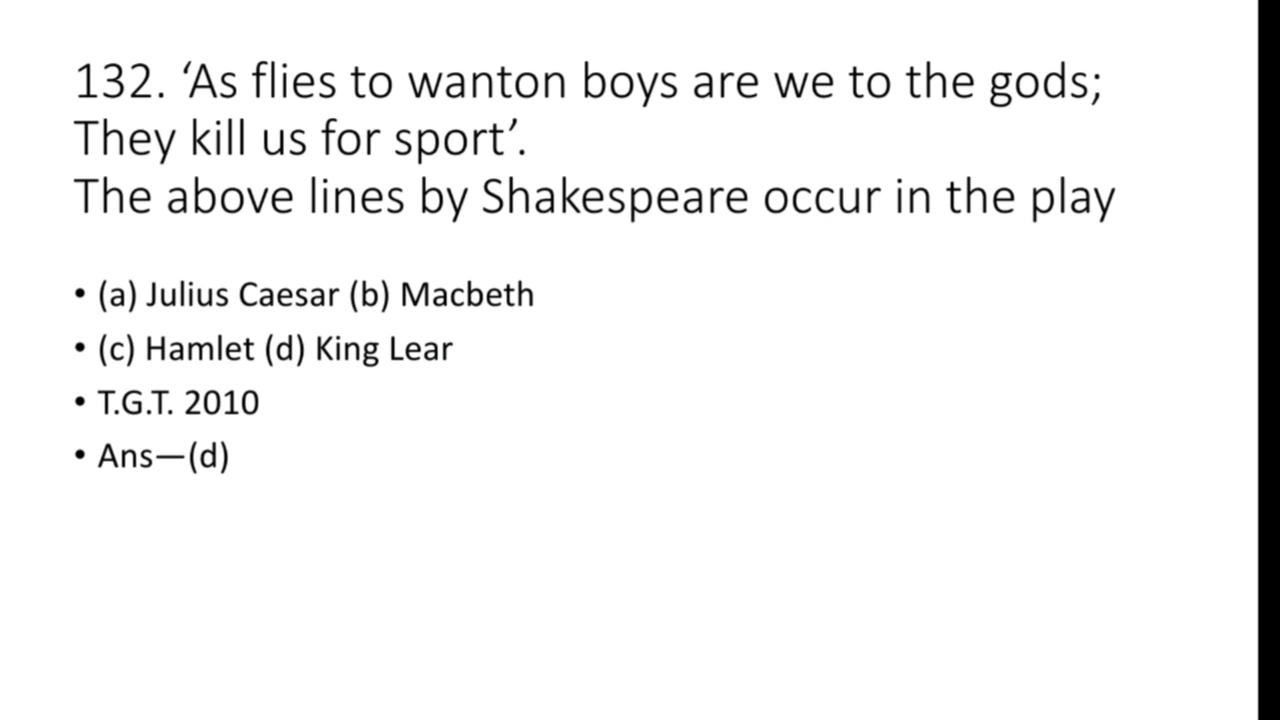 132. ‘As flies to wanton boys are we to the gods;
They kill us for sport’.
The above lines by Shakespeare occur in the play
• (a) Julius Caesar (b) Macbeth
• (c) Hamlet (d) King Lear
• T.G.T. 2010
• Ans—(d)